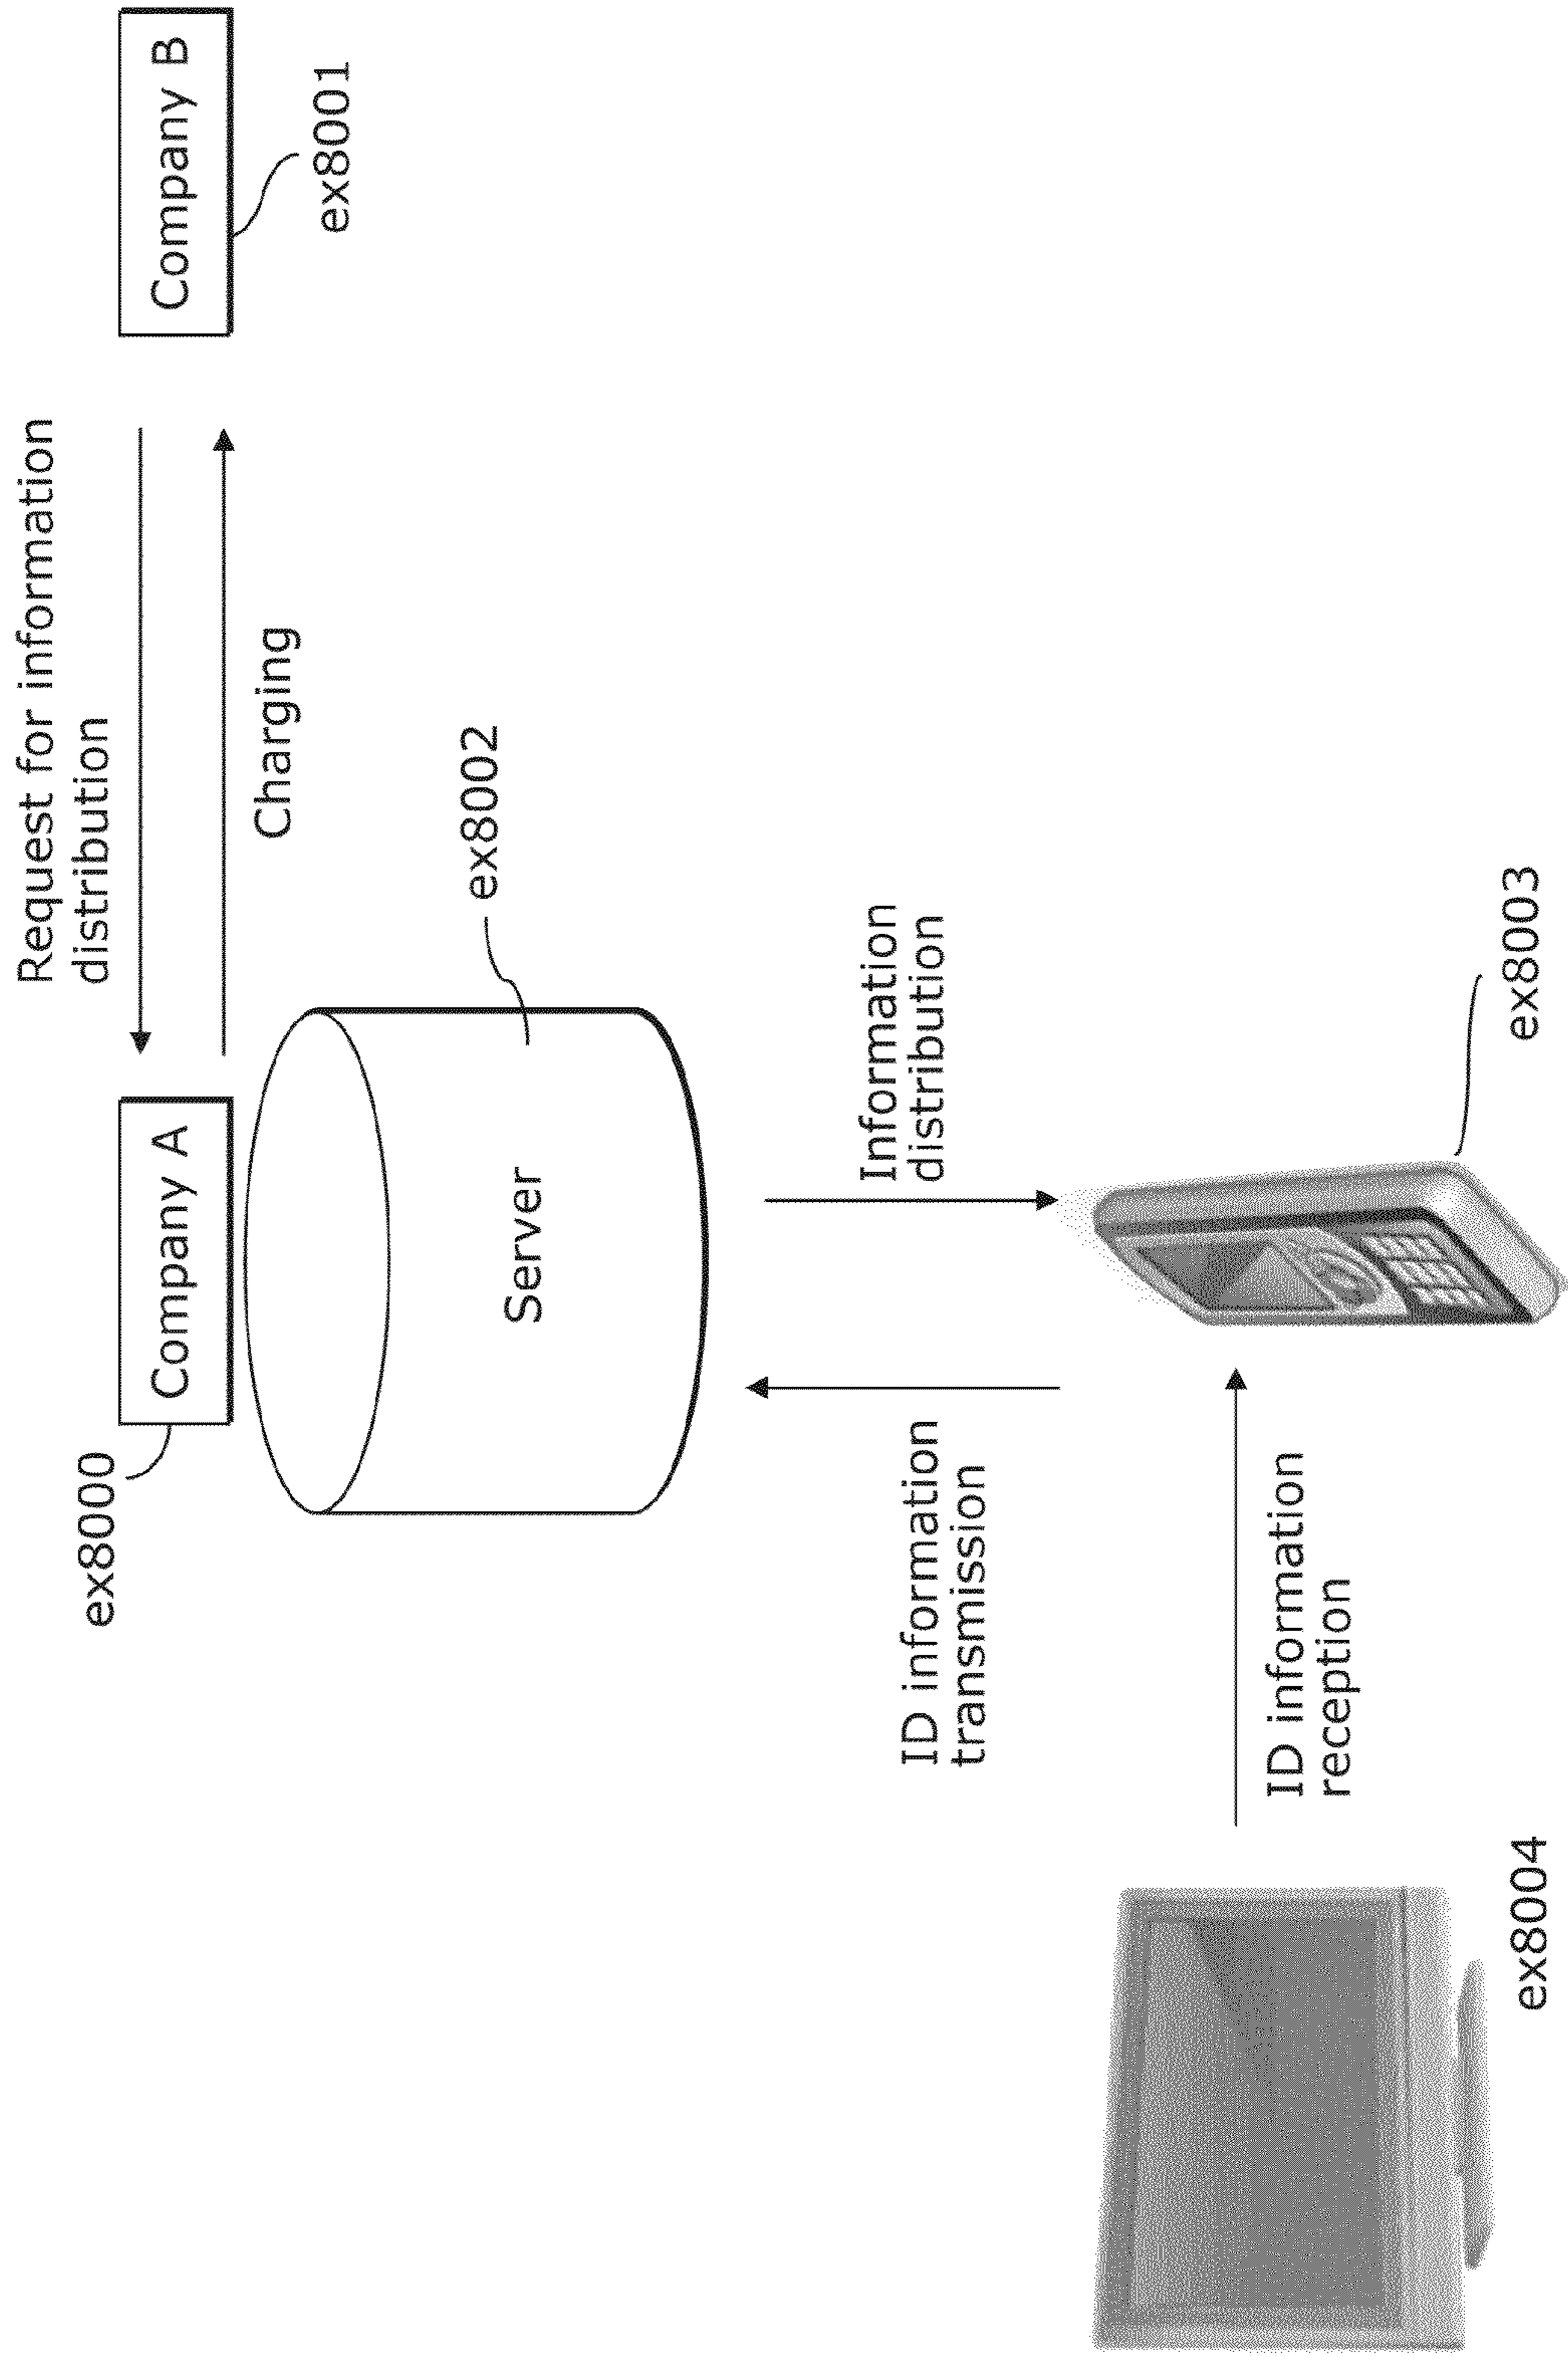 Request for information
distribution
Company A
Company B
ex8000
Charging
ex8001
ex8002
Server
ID information
transmission
Information
distribution
ID information
reception
ex8004
ex8003